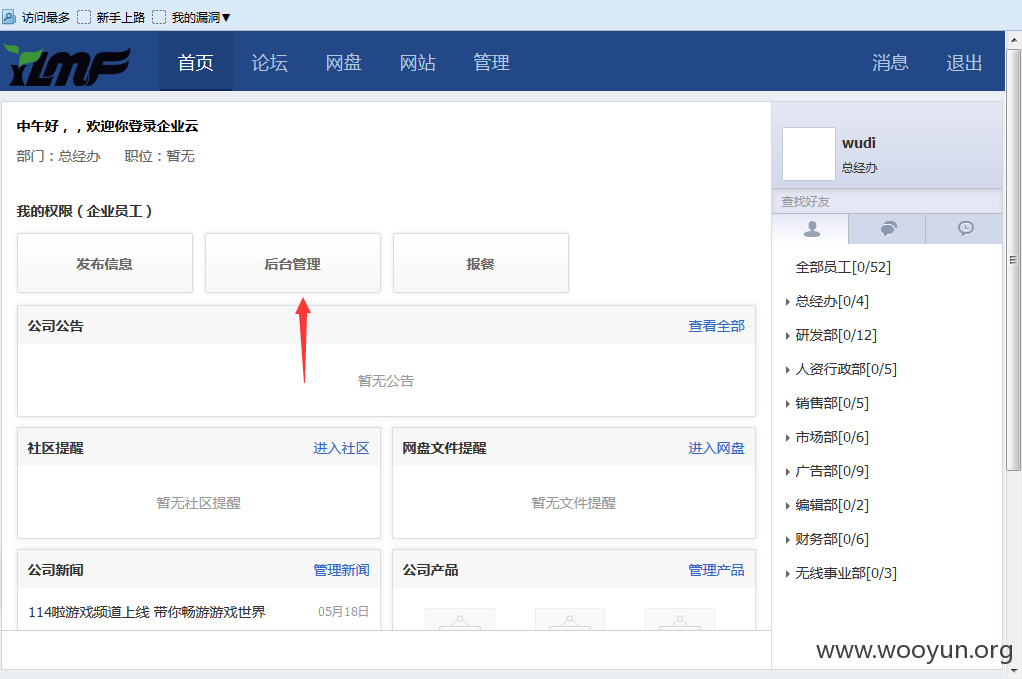 访问最多 新手上路 我的漏洞▼
YLMF 首页 论坛 网盘 网站 管理 消息 退出
中午好，，欢迎你登录企业云
部门：总经办 职位：暂无
我的权限（企业员工）
发布信息 后台管理 报餐
公司公告 查看全部
暂无公告
社区提醒 进入社区
暂无社区提醒
网盘文件提醒 进入网盘
暂无文件提醒
公司新闻 管理新闻
114啦游戏频道上线 带你畅游游戏世界 05月18日
公司产品 管理产品
wudi
总经办
查找好友
全部员工[0/52]
总经办[0/4]
研发部[0/12]
人资行政部[0/5]
销售部[0/5]
市场部[0/6]
广告部[0/9]
编辑部[0/2]
财务部[0/6]
无线事业部[0/3]
www.wooyun.org